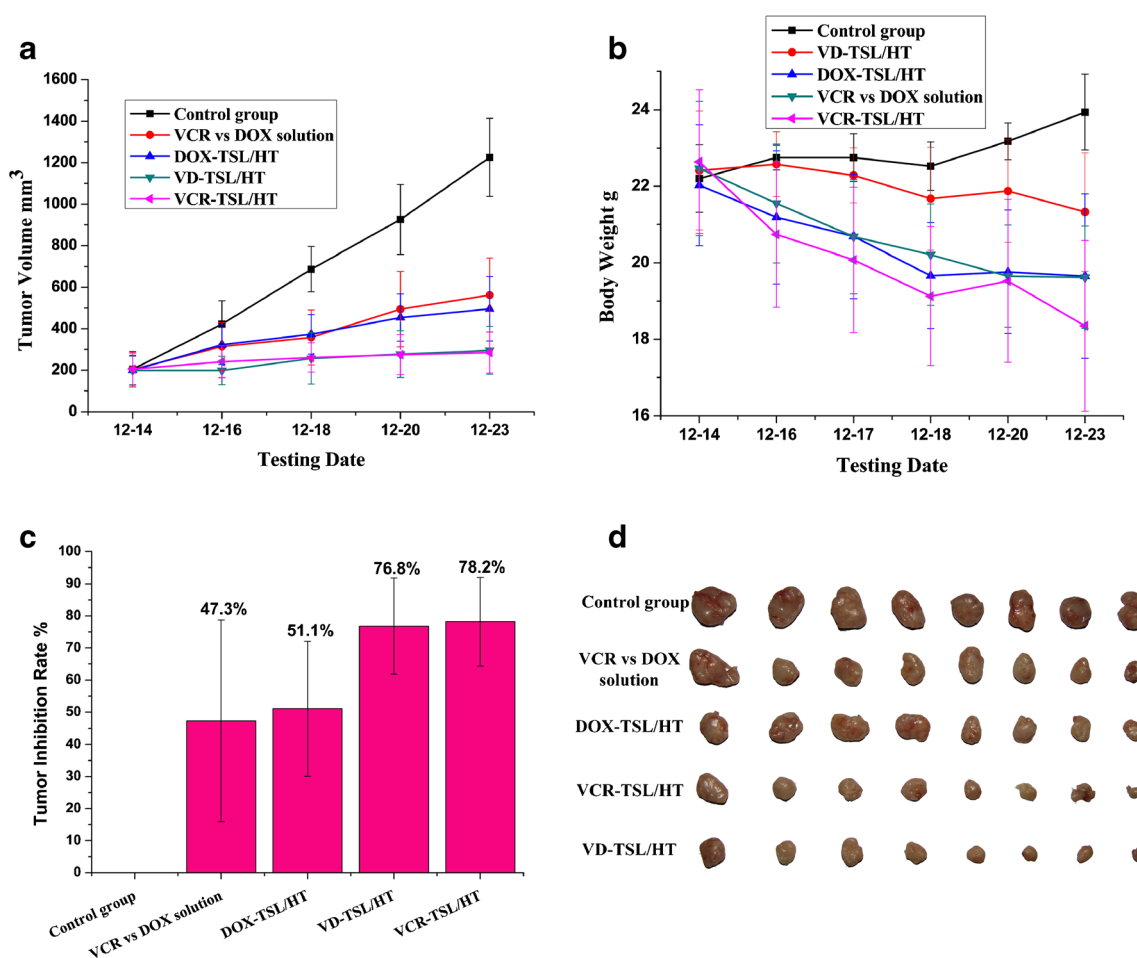 a
Control group
VCR vs DOX solution
DOX-TSL/HT
VD-TSL/HT
VCR-TSL/HT
1600
1400
1200
1000
800
600
400
200
0
Tumor Volume mm³
12-14
12-16
12-18
12-20
12-23
Testing Date
b
Control group
VD-TSL/HT
DOX-TSL/HT
VCR vs DOX solution
VCR-TSL/HT
24
22
20
18
16
Body Weight g
12-14
12-16
12-17
12-18
12-20
12-23
Testing Date
c
100
90
80
70
60
50
40
30
20
10
0
Tumor Inhibition Rate %
47.3%
51.1%
76.8%
78.2%
Control group
VCR vs DOX solution
DOX-TSL/HT
VD-TSL/HT
VCR-TSL/HT
d
Control group
VCR vs DOX
solution
DOX-TSL/HT
VCR-TSL/HT
VD-TSL/HT